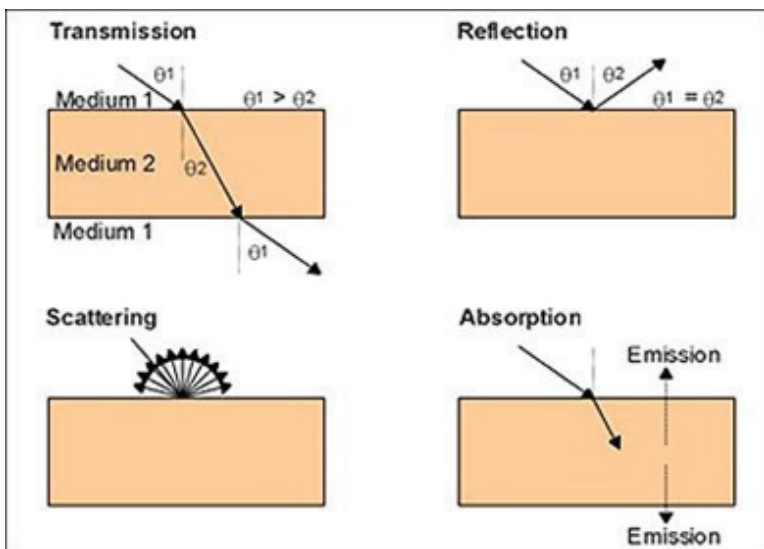 Transmission
θ1
Medium 1
θ1 > θ2
Medium 2
θ2
Medium 1
θ1
Reflection
θ1 θ2
θ1 = θ2
Scattering
Absorption
Emission
Emission